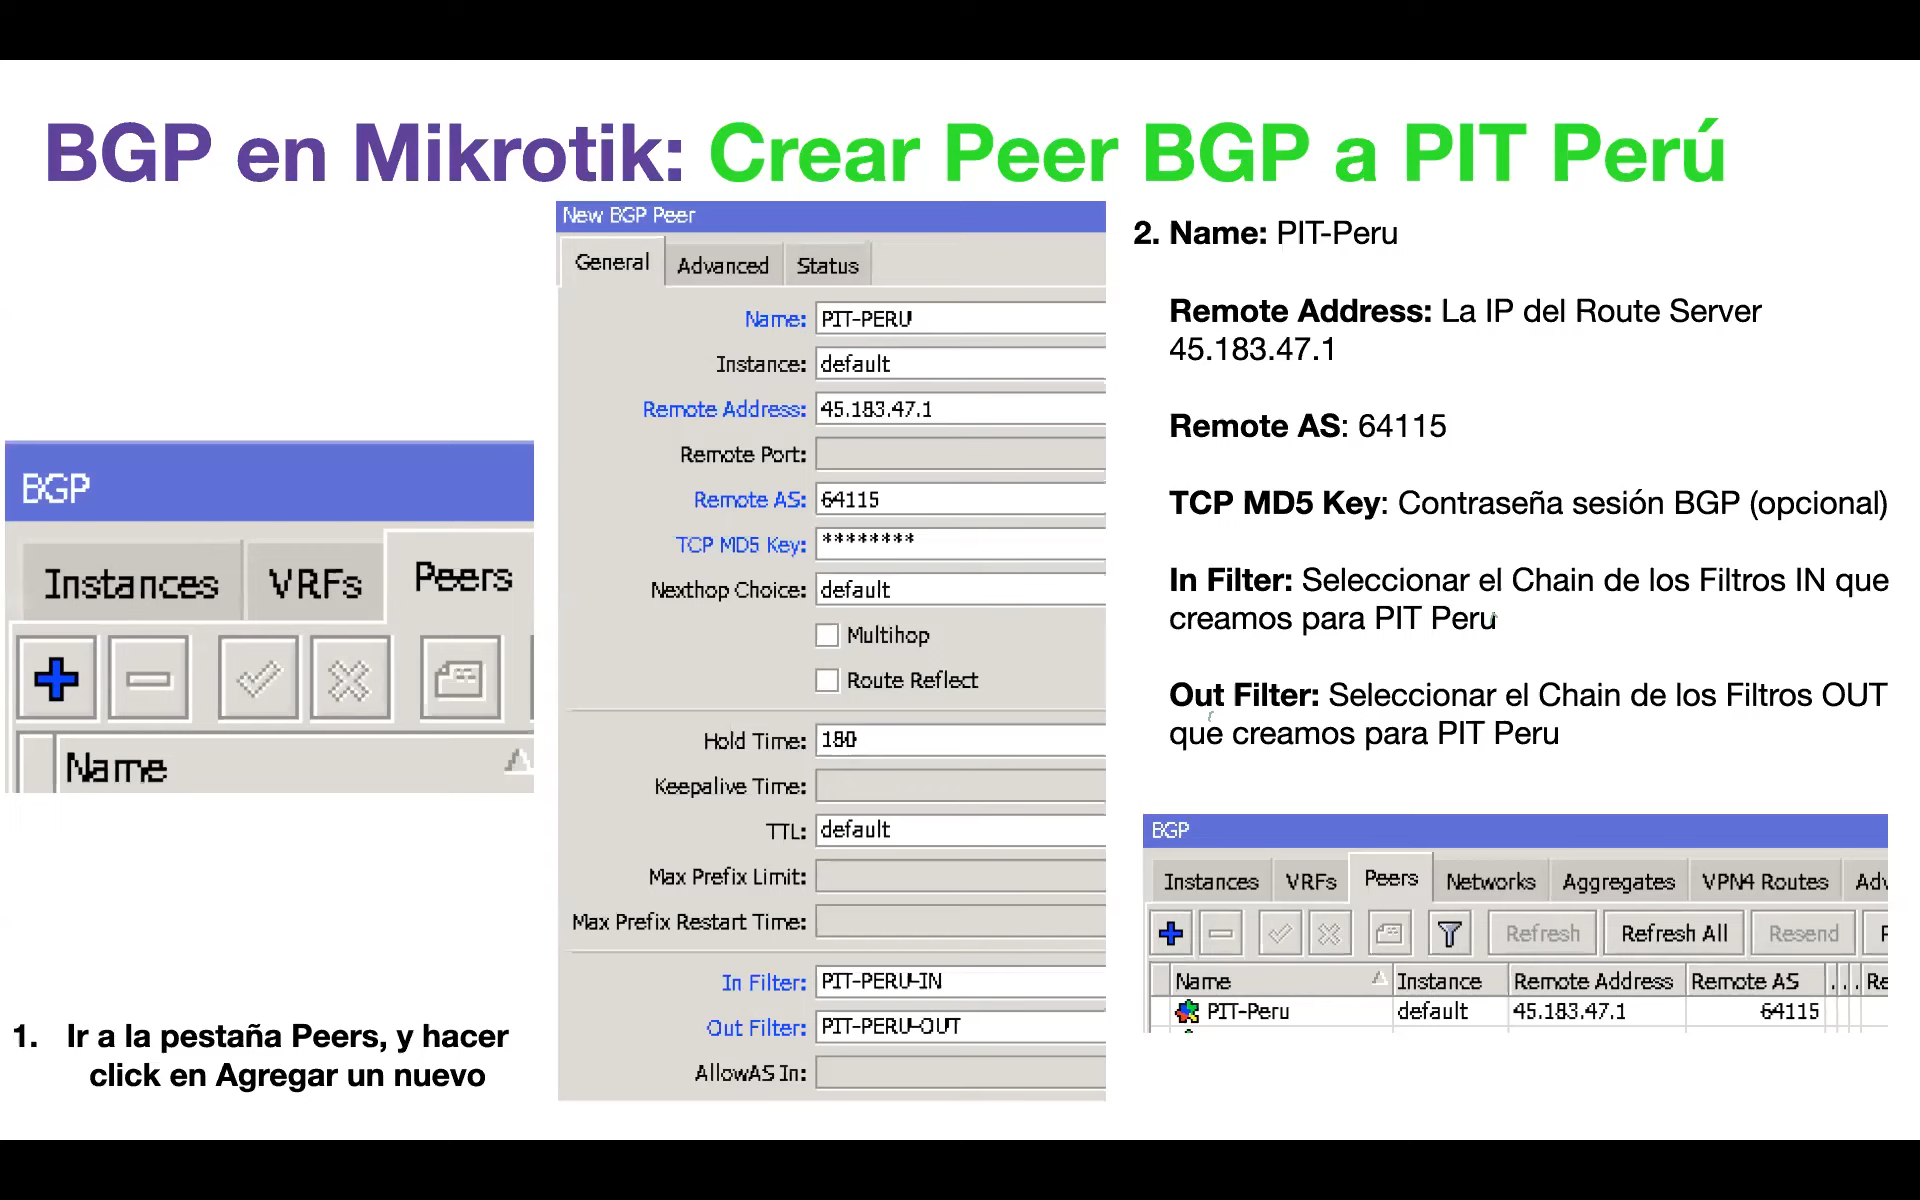 BGP en Mikrotik: Crear Peer BGP a PIT Perú
BGP
Instances VRFs Peers
Name
1. Ir a la pestaña Peers, y hacer
click en Agregar un nuevo
New BGP Peer
General Advanced Status
Name: PIT-PERU
Instance: default
Remote Address: 45.183.47.1
Remote Port:
Remote AS: 64115
TCP MD5 Key: ********
Nexthop Choice: default
Multihop
Route Reflect
Hold Time: 180
Keepalive Time:
TTL: default
Max Prefix Limit:
Max Prefix Restart Time:
In Filter: PIT-PERU-IN
Out Filter: PIT-PERU-OUT
AllowAS In:
2. Name: PIT-Peru
Remote Address: La IP del Route Server
45.183.47.1
Remote AS: 64115
TCP MD5 Key: Contraseña sesión BGP (opcional)
In Filter: Seleccionar el Chain de los Filtros IN que
creamos para PIT Peru
Out Filter: Seleccionar el Chain de los Filtros OUT
que creamos para PIT Peru
BGP
Instances VRFs Peers Networks Aggregates VPN4 Routes Adv
Refresh Refresh All Resend
Name Instance Remote Address Remote AS ... Re
PIT-Peru default 45.183.47.1 64115